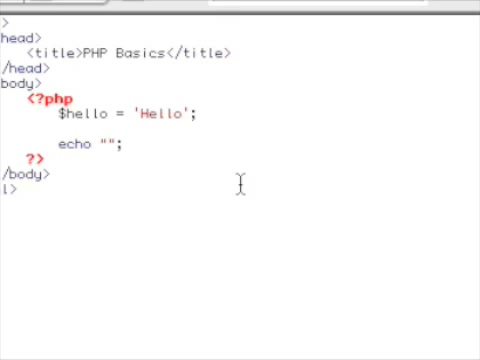 >
head>
<title>PHP Basics</title>
/head>
body>
<?php
$hello = 'Hello';
echo "";
?>
/body>
l>